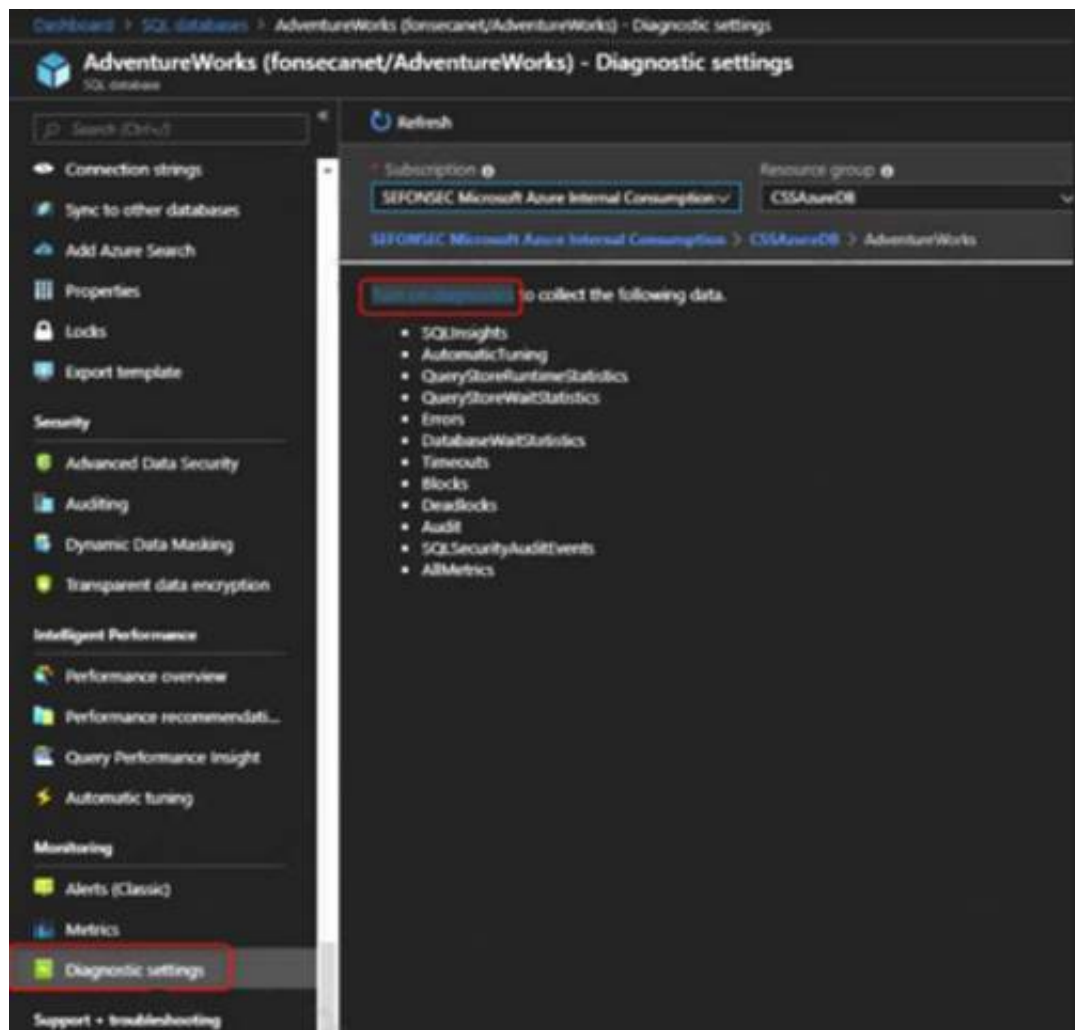 Dashboard > SQL databases > AdventureWorks (fonsecanet/AdventureWorks) - Diagnostic settings
AdventureWorks (fonsecanet/AdventureWorks) - Diagnostic settings
SQL database
Search (Ctrl+/)
«
Connection strings
Sync to other databases
Add Azure Search
Properties
Locks
Export template
Security
Advanced Data Security
Auditing
Dynamic Data Masking
Transparent data encryption
Intelligent Performance
Performance overview
Performance recommendati...
Query Performance Insight
Automatic tuning
Monitoring
Alerts (Classic)
Metrics
Diagnostic settings
Support + troubleshooting
Refresh
* Subscription
Resource group
SEFONSEC Microsoft Azure Internal Consumption
CSSAzureDB
SEFONSEC Microsoft Azure Internal Consumption > CSSAzureDB > AdventureWorks
Turn on diagnostics to collect the following data.
• SQLInsights
• AutomaticTuning
• QueryStoreRuntimeStatistics
• QueryStoreWaitStatistics
• Errors
• DatabaseWaitStatistics
• Timeouts
• Blocks
• Deadlocks
• Audit
• SQLSecurityAuditEvents
• AllMetrics